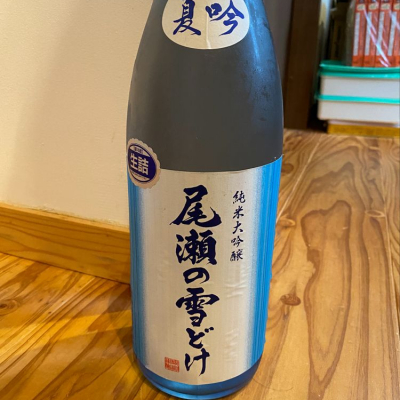 夏吟
生詰
純米大吟醸
尾瀬の雪どけ